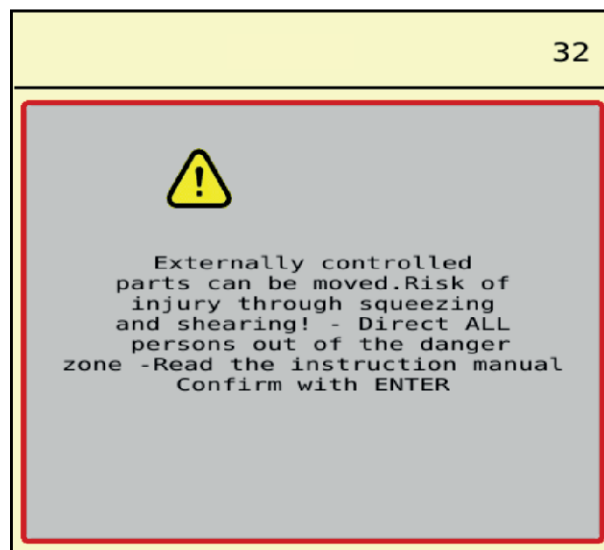 32
!
Externally controlled
parts can be moved.Risk of
injury through squeezing
and shearing! - Direct ALL
persons out of the danger
zone -Read the instruction manual
Confirm with ENTER